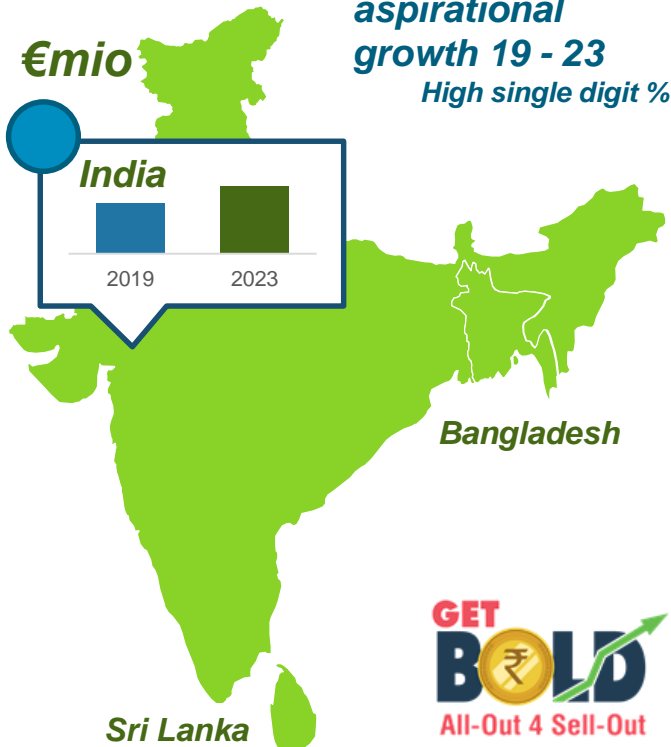 aspirational
growth 19 - 23
High single digit %
€mio
India
2019 2023
Bangladesh
Sri Lanka
GET
BOLD
All-Out 4 Sell-Out